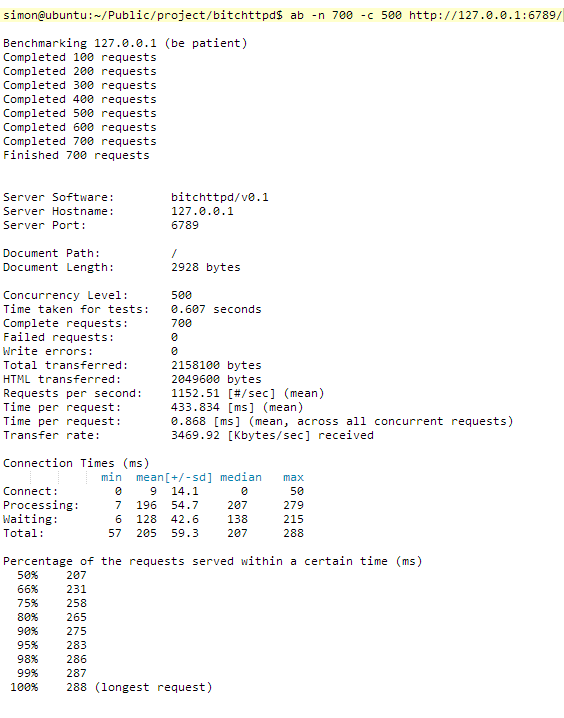 simon@ubuntu:~/Public/project/bitchttpd$ ab -n 700 -c 500 http://127.0.0.1:6789/
Benchmarking 127.0.0.1 (be patient)
Completed 100 requests
Completed 200 requests
Completed 300 requests
Completed 400 requests
Completed 500 requests
Completed 600 requests
Completed 700 requests
Finished 700 requests
Server Software:        bitchttpd/v0.1
Server Hostname:        127.0.0.1
Server Port:            6789
Document Path:          /
Document Length:        2928 bytes
Concurrency Level:      500
Time taken for tests:   0.607 seconds
Complete requests:      700
Failed requests:        0
Write errors:           0
Total transferred:      2158100 bytes
HTML transferred:       2049600 bytes
Requests per second:    1152.51 [#/sec] (mean)
Time per request:       433.834 [ms] (mean)
Time per request:       0.868 [ms] (mean, across all concurrent requests)
Transfer rate:          3469.92 [Kbytes/sec] received
Connection Times (ms)
              min  mean[+/-sd] median   max
Connect:        0    9  14.1      0      50
Processing:     7  196  54.7    207     279
Waiting:        6  128  42.6    138     215
Total:         57  205  59.3    207     288
Percentage of the requests served within a certain time (ms)
  50%    207
  66%    231
  75%    258
  80%    265
  90%    275
  95%    283
  98%    286
  99%    287
 100%    288 (longest request)